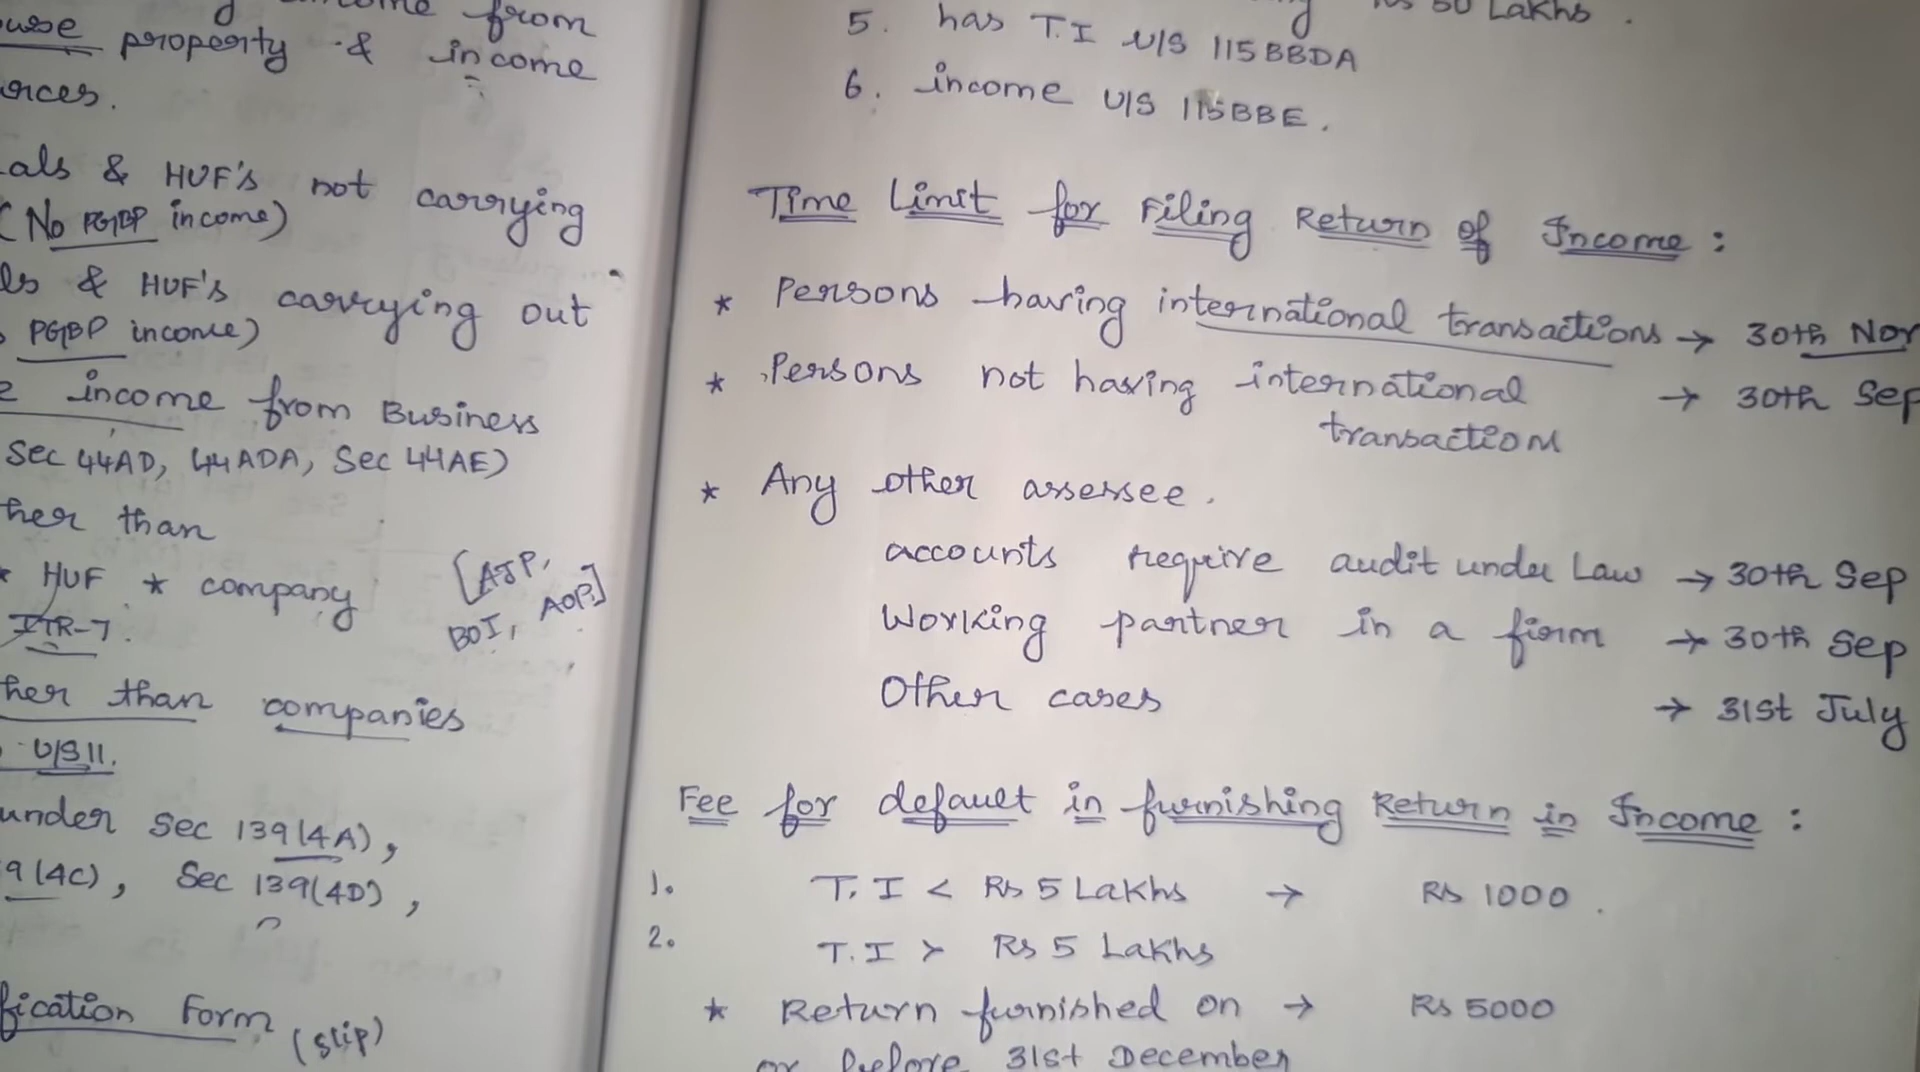 from
property & income
als & HUF's not carrying
(No PGBP income)
& HUF's carrying out
PGBP income)
income from Business
Sec 44AD, 44ADA, Sec 44AE)
than
* HUF * company [AJP,
BOI, AOP]
ITR-7.
than companies
U/S 11.
under Sec 139(4A),
9(4C), Sec 139(4D),
fication Form (slip)
Rs 50 Lakhs.
5. has T.I U/S 115BBDA
6. income U/S 115BBE.
Time Limit for Filing Return of Income :
* Persons having international transactions → 30th Nov
* Persons not having international → 30th Sep
transaction
* Any other assessee.
accounts require audit under Law → 30th Sep
Working partner in a firm → 30th Sep
Other cases → 31st July
Fee for default in furnishing Return in Income :
1. T.I < Rs 5 Lakhs → Rs 1000.
2. T.I > Rs 5 Lakhs
* Return furnished on → Rs 5000
or before 31st December